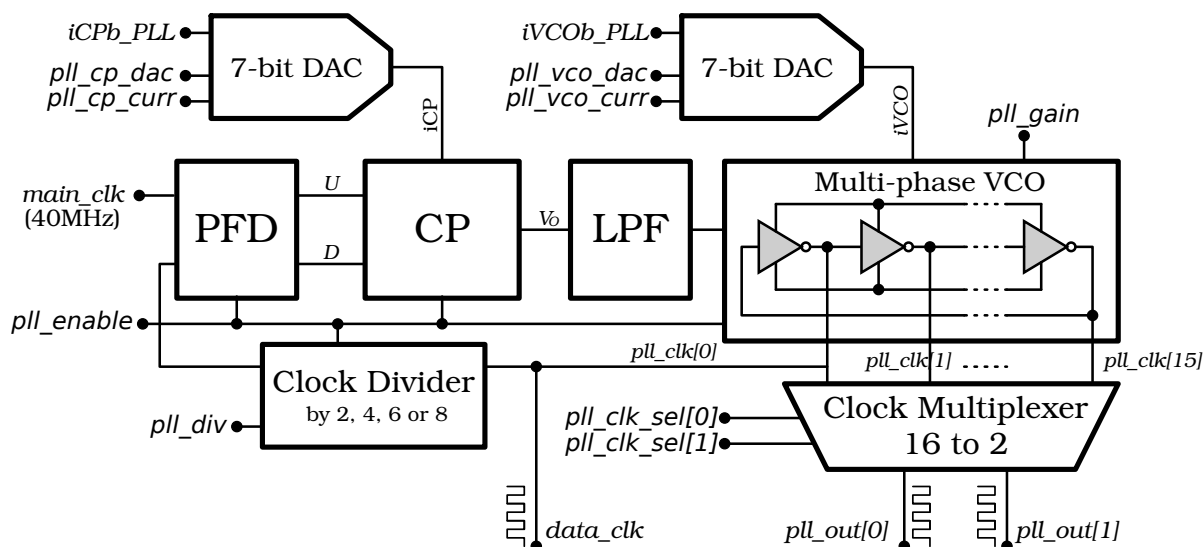 iCPb_PLL
7-bit DAC
pll_cp_dac
pll_cp_curr
iCP
iVCOb_PLL
7-bit DAC
pll_vco_dac
pll_vco_curr
iVCO
pll_gain
main_clk
(40MHz)
PFD
U
D
CP
VO
LPF
Multi-phase VCO
pll_enable
Clock Divider
by 2, 4, 6 or 8
pll_div
pll_clk[0]
pll_clk[1]
pll_clk[15]
pll_clk_sel[0]
pll_clk_sel[1]
Clock Multiplexer
16 to 2
data_clk
pll_out[0]
pll_out[1]